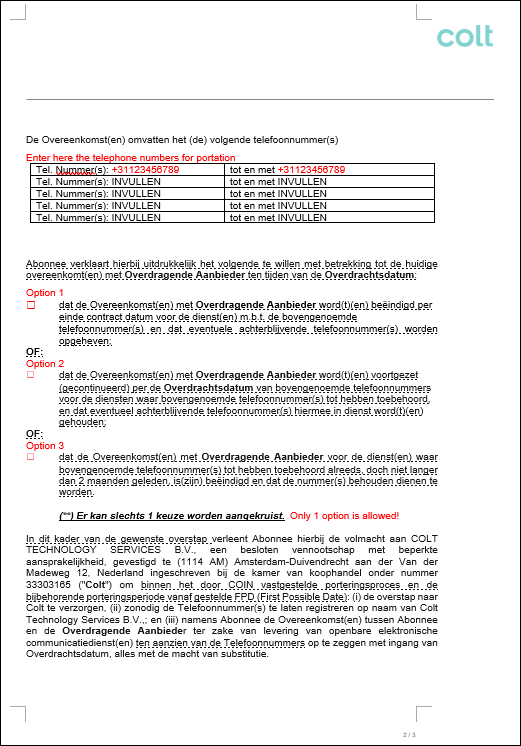 colt
De Overeenkomst(en) omvatten het (de) volgende telefoonnummer(s)
Enter here the telephone numbers for portation
Tel. Nummer(s): +31123456789 tot en met +31123456789
Tel. Nummer(s): INVULLEN tot en met INVULLEN
Tel. Nummer(s): INVULLEN tot en met INVULLEN
Tel. Nummer(s): INVULLEN tot en met INVULLEN
Tel. Nummer(s): INVULLEN tot en met INVULLEN
Abonnee verklaart hierbij uitdrukkelijk het volgende te willen met betrekking tot de huidige
overeenkomt(en) met Overdragende Aanbieder ten tijden van de Overdrachtsdatum:
Option 1
☐ dat de Overeenkomst(en) met Overdragende Aanbieder word(t)(en) beëindigd per
einde contract datum voor de dienst(en) m.b.t. de bovengenoemde
telefoonnummer(s) en dat eventuele achterblijvende telefoonnummer(s) worden
opgeheven;
OF:
Option 2
☐ dat de Overeenkomst(en) met Overdragende Aanbieder word(t)(en) voortgezet
(gecontinueerd) per de Overdrachtsdatum van bovengenoemde telefoonnummers
voor de diensten waar bovengenoemde telefoonnummer(s) tot hebben toebehoord,
en dat eventueel achterblijvende telefoonnummer(s) hiermee in dienst word(t)(en)
gehouden;
OF:
Option 3
☐ dat de Overeenkomst(en) met Overdragende Aanbieder voor de dienst(en) waar
bovengenoemde telefoonnummer(s) tot hebben toebehoord alreeds, doch niet langer
dan 2 maanden geleden, is(zijn) beëindigd en dat de nummer(s) behouden dienen te
worden.
(**) Er kan slechts 1 keuze worden aangekruist. Only 1 option is allowed!
In dit kader van de gewenste overstap verleent Abonnee hierbij de volmacht aan COLT
TECHNOLOGY SERVICES B.V., een besloten vennootschap met beperkte
aansprakelijkheid, gevestigd te (1114 AM) Amsterdam-Duivendrecht aan der Van der
Madeweg 12, Nederland ingeschreven bij de kamer van koophandel onder nummer
33303165 ("Colt") om binnen het door COIN vastgestelde porteringsproces en de
bijbehorende porteringsperiode vanaf gestelde FPD (First Possible Date): (i) de overstap naar
Colt te verzorgen, (ii) zonodig de Telefoonnummer(s) te laten registreren op naam van Colt
Technology Services B.V.,; en (iii) namens Abonnee de Overeenkomst(en) tussen Abonnee
en de Overdragende Aanbieder ter zake van levering van openbare elektronische
communicatiedienst(en) ten aanzien van de Telefoonnummers op te zeggen met ingang van
Overdrachtsdatum, alles met de macht van substitutie.
2 / 3